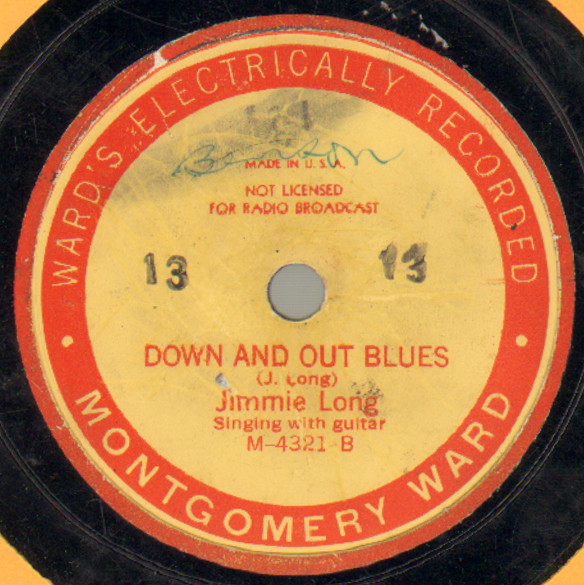 WARD'S ELECTRICALLY RECORDED
Benson
MADE IN U.S.A.
NOT LICENSED
FOR RADIO BROADCAST
13 13
DOWN AND OUT BLUES
(J. Long)
Jimmie Long
Singing with guitar
M-4321-B
MONTGOMERY WARD